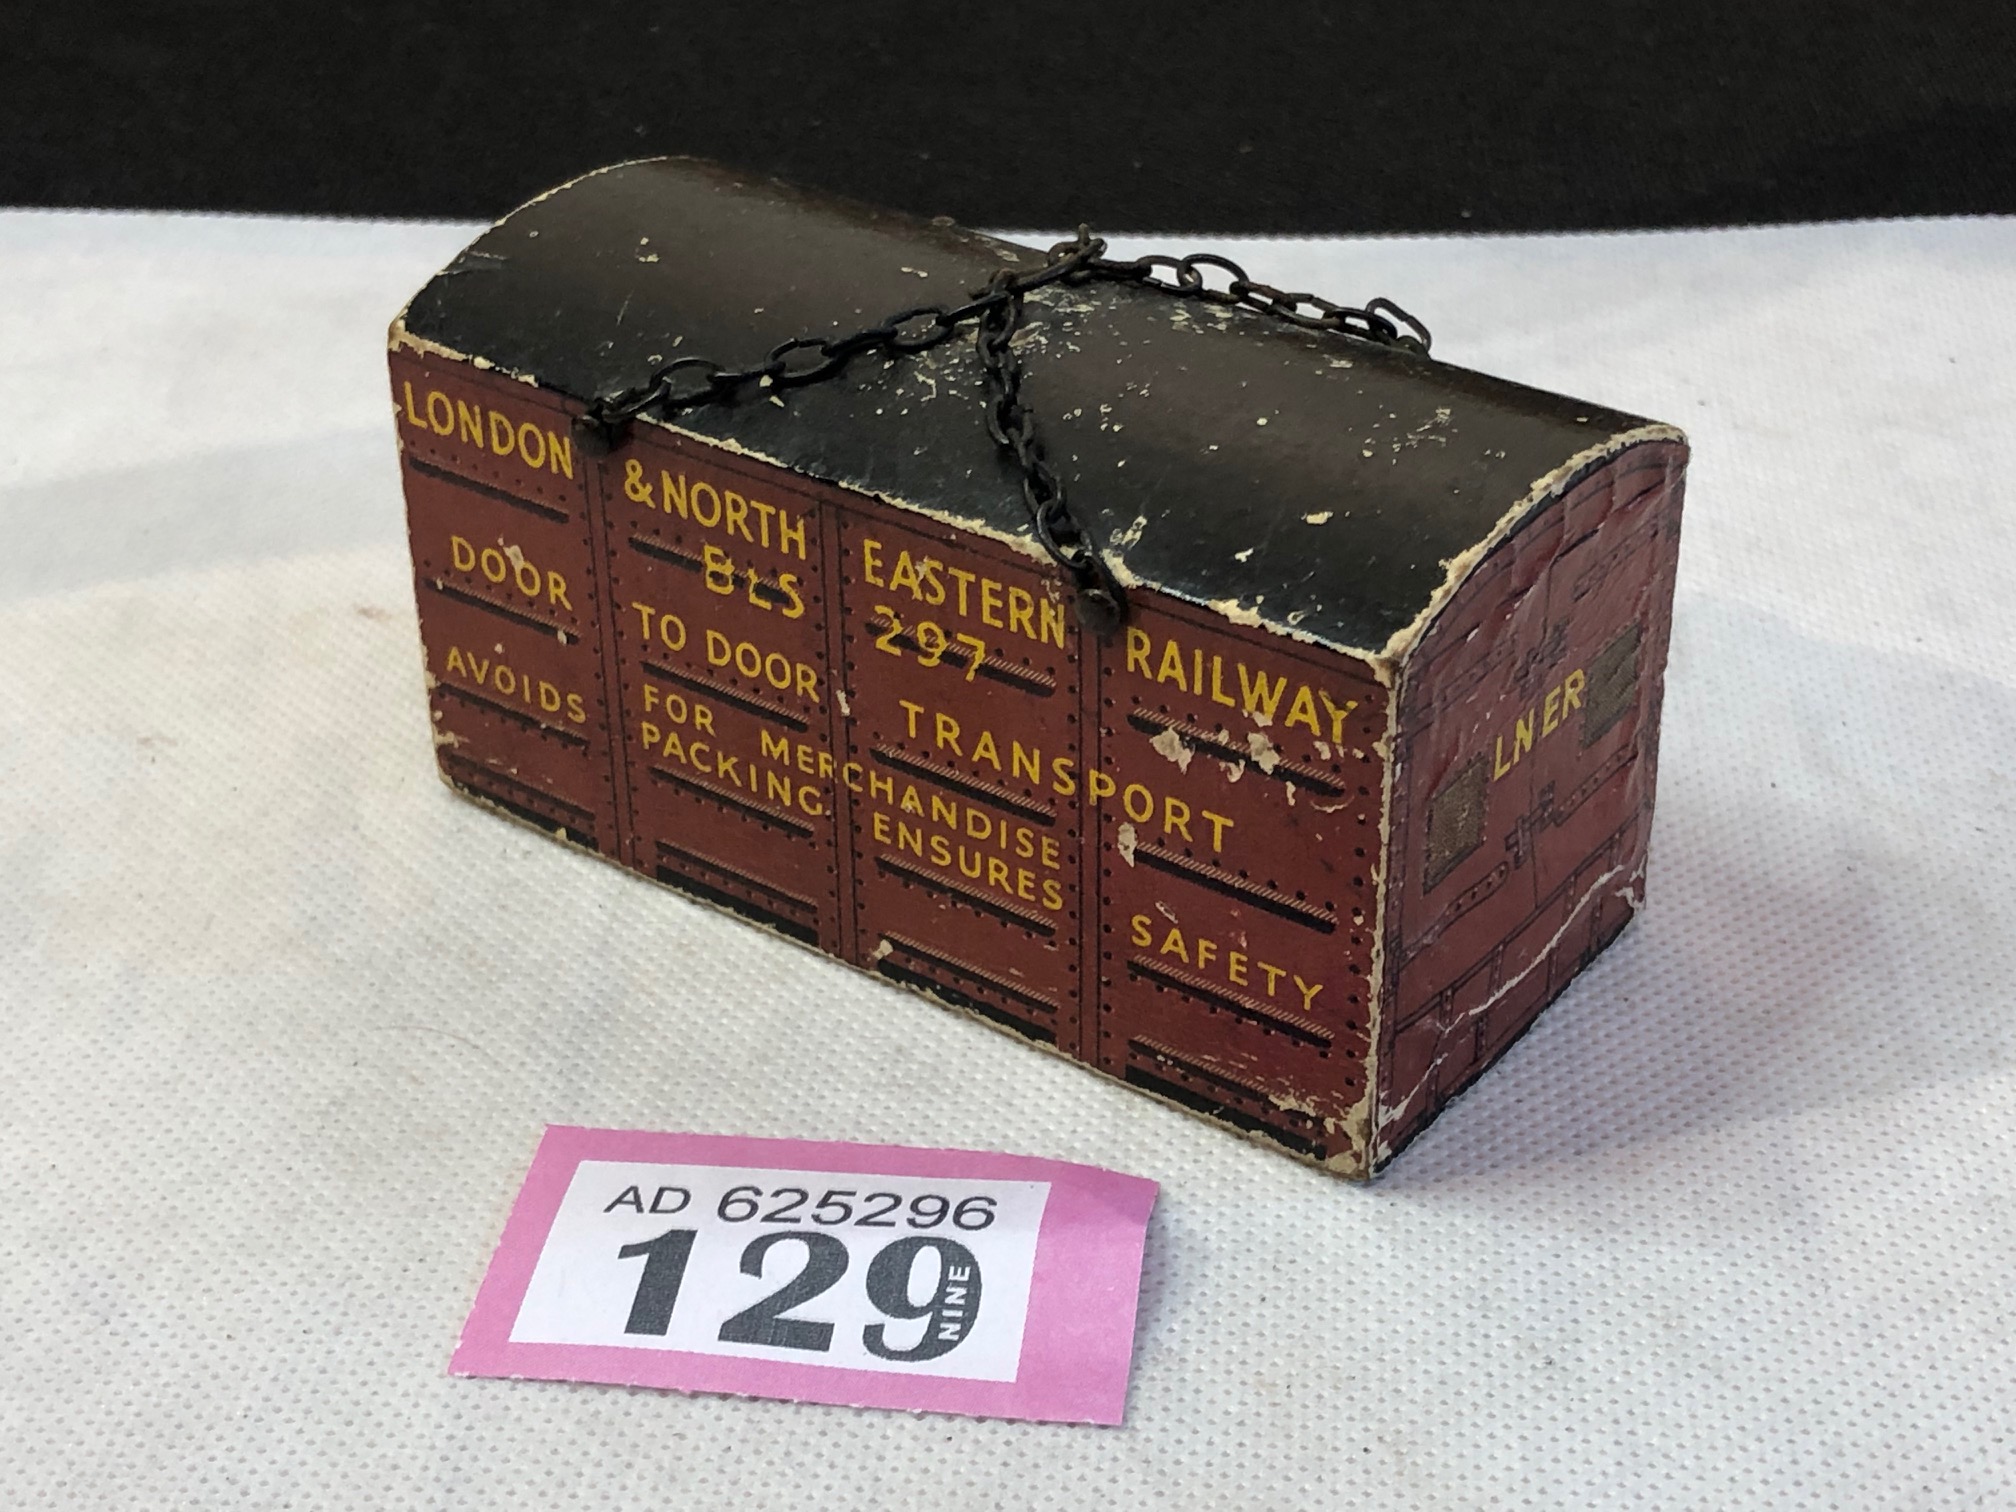 LONDON & NORTH EASTERN RAILWAY
BLS 297
DOOR TO DOOR TRANSPORT
FOR MERCHANDISE
AVOIDS PACKING ENSURES SAFETY
LNER
AD 625296
129
NINE